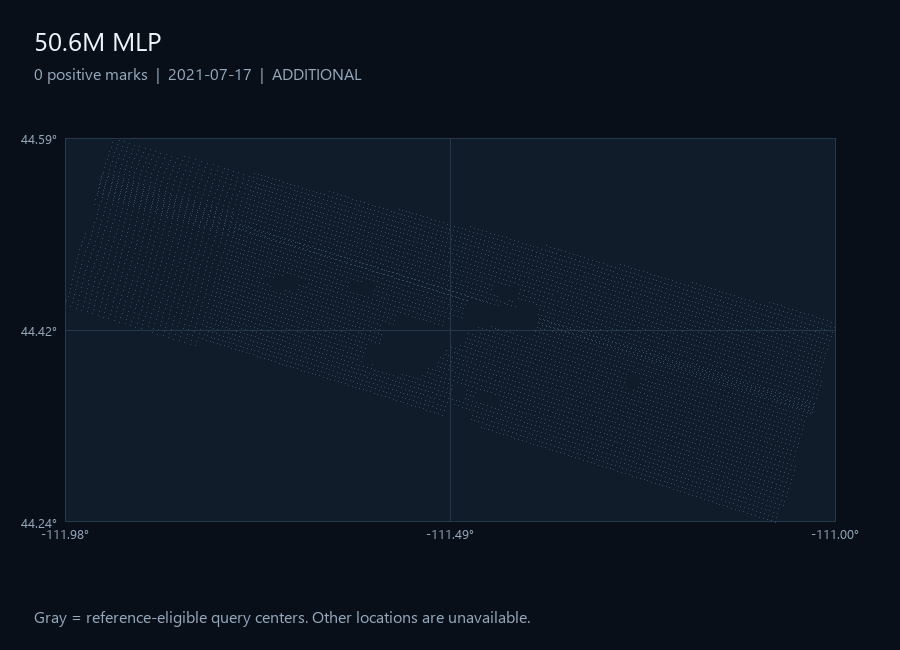 50.6M MLP
0 positive marks | 2021-07-17 | ADDITIONAL
44.59°
44.42°
44.24°
-111.98°
-111.49°
-111.00°
Gray = reference-eligible query centers. Other locations are unavailable.